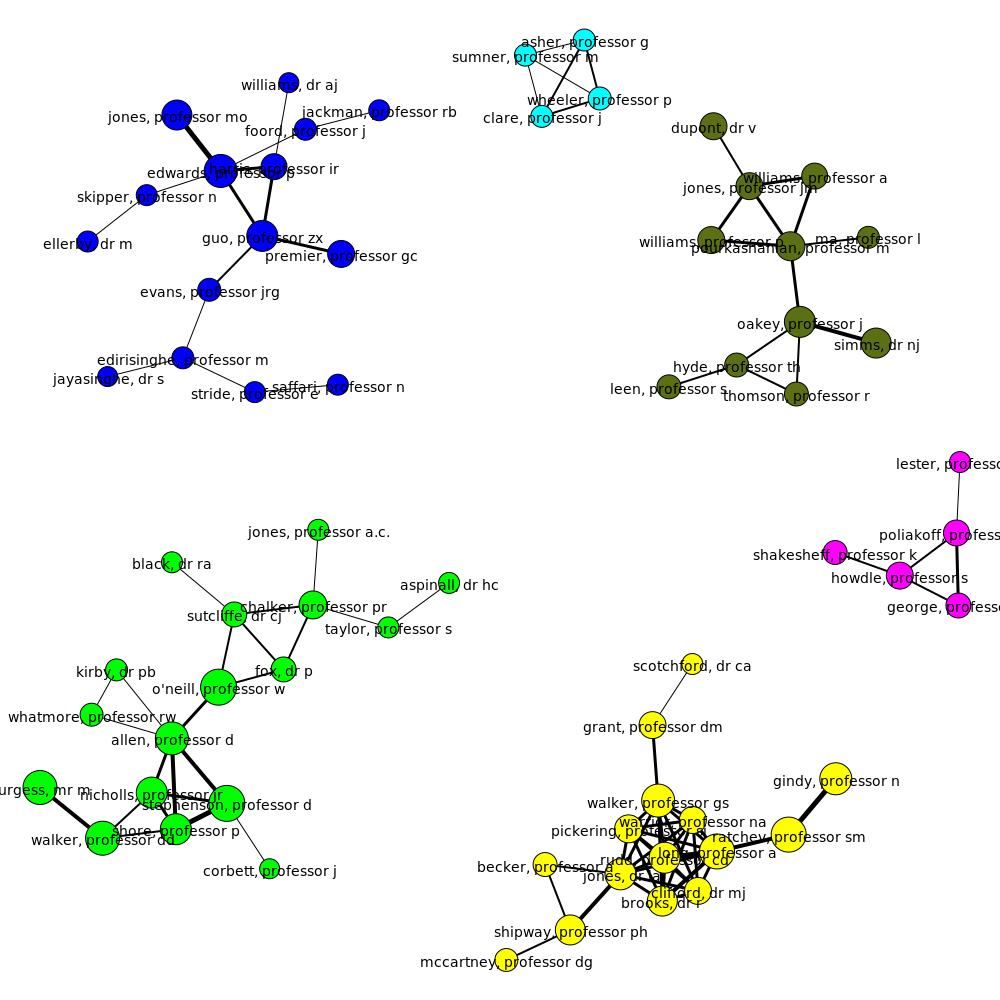 asher, professor g
sumner, professor m
wheeler, professor p
clare, professor j
williams, dr aj
jackman, professor rb
jones, professor mo
foord, professor j
harris, professor ir
edwards, professor p
skipper, professor n
ellerby, dr m
guo, professor zx
premier, professor gc
evans, professor jrg
edirisinghe, professor m
jayasinghe, dr s
stride, professor e
saffari, professor n
dupont, dr v
williams, professor a
jones, professor jm
williams, professor p
ma, professor l
pourkashanian, professor m
oakey, professor j
simms, dr nj
hyde, professor th
leen, professor s
thomson, professor r
lester, professo
poliakoff, profess
shakesheff, professor k
howdle, professor s
george, profess
jones, professor a.c.
black, dr ra
aspinall, dr hc
chalker, professor pr
sutcliffe, dr cj
taylor, professor s
kirby, dr pb
fox, dr p
o'neill, professor w
whatmore, professor rw
allen, professor d
urgess, mr m
nicholls, professor jr
stephenson, professor d
shore, professor p
walker, professor dd
corbett, professor j
scotchford, dr ca
grant, professor dm
gindy, professor n
walker, professor gs
professor na
pickering, professor
ratchev, professor sm
long, professor a
rudd, professor cd
becker, professor
jones, dr
clifford, dr mj
brooks, dr r
shipway, professor ph
mccartney, professor dg